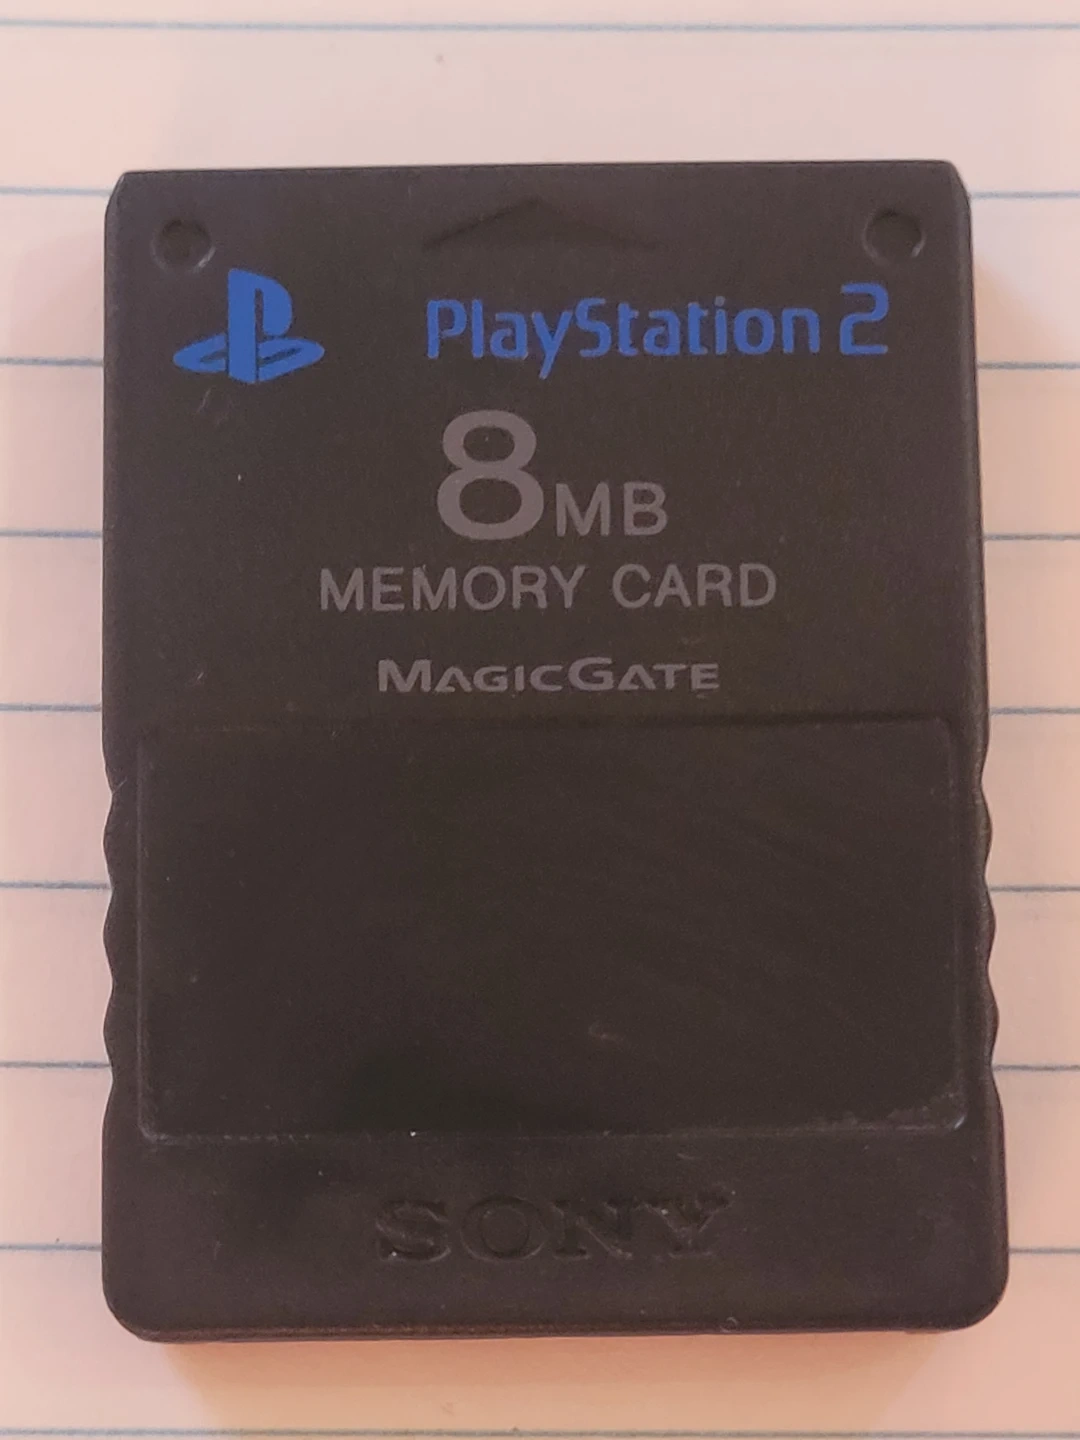 PlayStation 2
8MB
MEMORY CARD
MAGICGATE
SONY